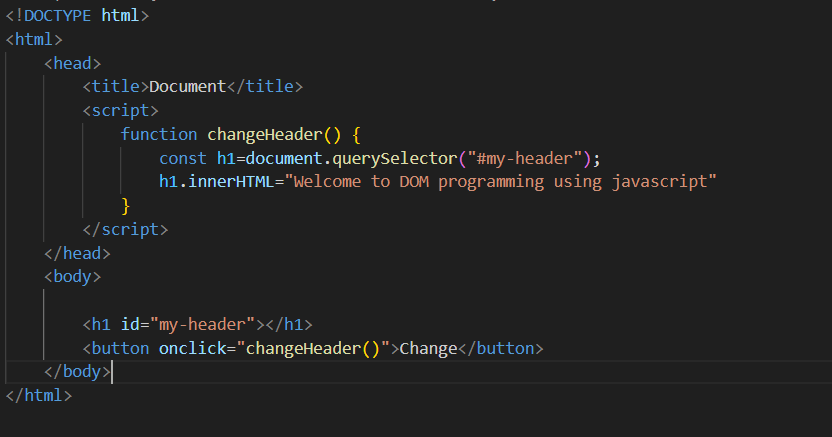 <!DOCTYPE html>
<html>
<head>
<title>Document</title>
<script>
function changeHeader() {
const h1=document.querySelector("#my-header");
h1.innerHTML="Welcome to DOM programming using javascript"
}
</script>
</head>
<body>
<h1 id="my-header"></h1>
<button onclick="changeHeader()">Change</button>
</body>
</html>